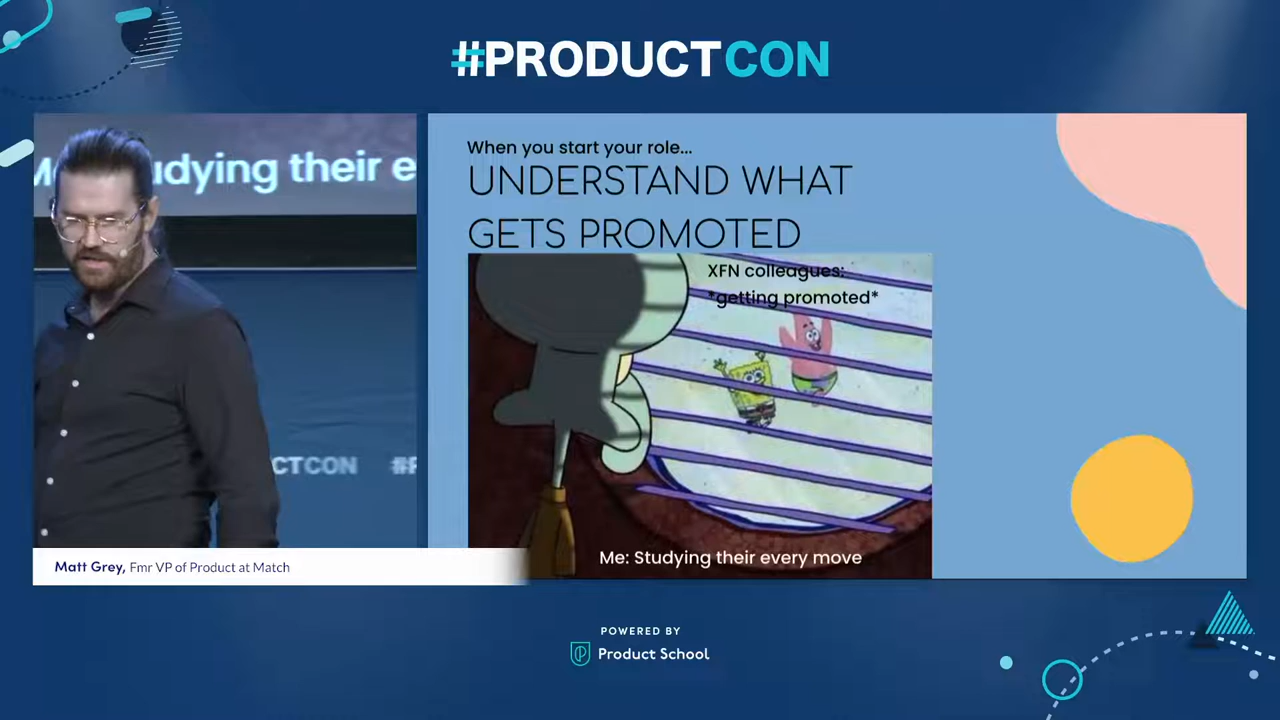 #PRODUCTCON
udying their e
CTCON
Matt Grey, Fmr VP of Product at Match
When you start your role...
UNDERSTAND WHAT
GETS PROMOTED
XFN colleagues:
*getting promoted*
Me: Studying their every move
POWERED BY
Product School